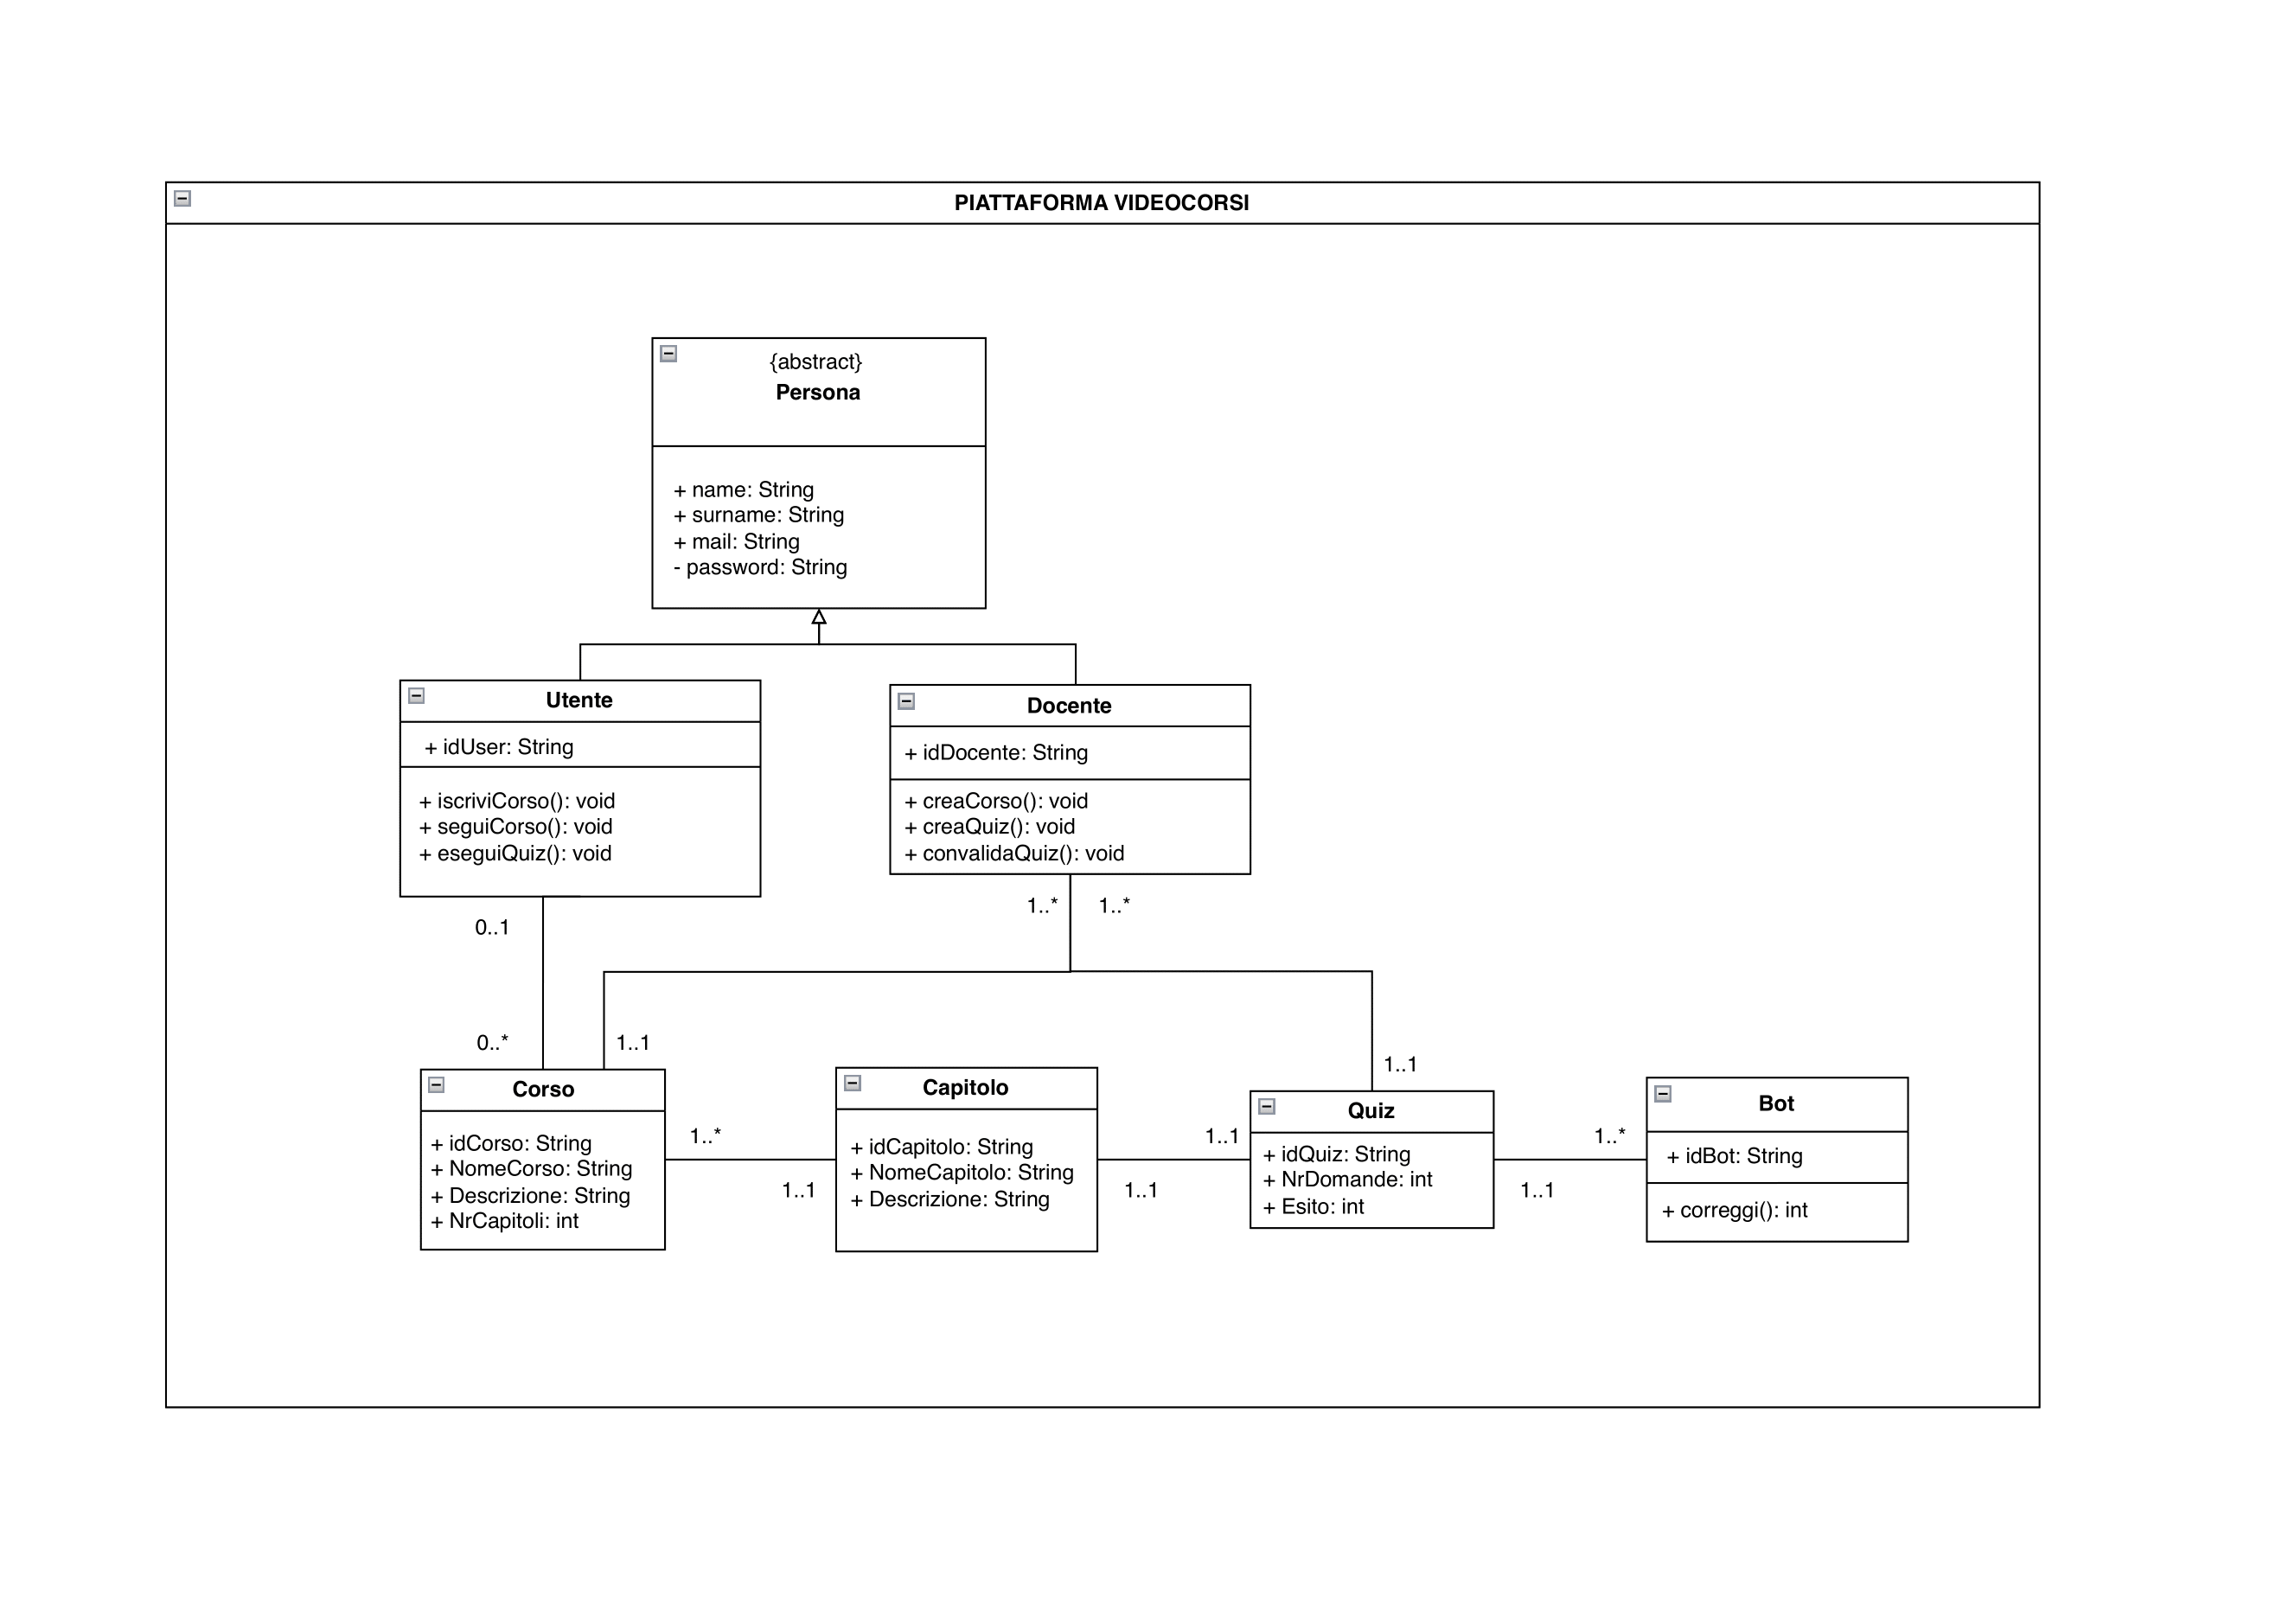 PIATTAFORMA VIDEOCORSI
{abstract}
Persona
+ name: String
+ surname: String
+ mail: String
- password: String
Utente
+ idUser: String
+ iscriviCorso(): void
+ seguiCorso(): void
+ eseguiQuiz(): void
Docente
+ idDocente: String
+ creaCorso(): void
+ creaQuiz(): void
+ convalidaQuiz(): void
0..1
1..*
1..*
0..*
1..1
1..1
Corso
+ idCorso: String
+ NomeCorso: String
+ Descrizione: String
+ NrCapitoli: int
1..*
1..1
Capitolo
+ idCapitolo: String
+ NomeCapitolo: String
+ Descrizione: String
1..1
1..1
Quiz
+ idQuiz: String
+ NrDomande: int
+ Esito: int
1..*
1..1
Bot
+ idBot: String
+ correggi(): int